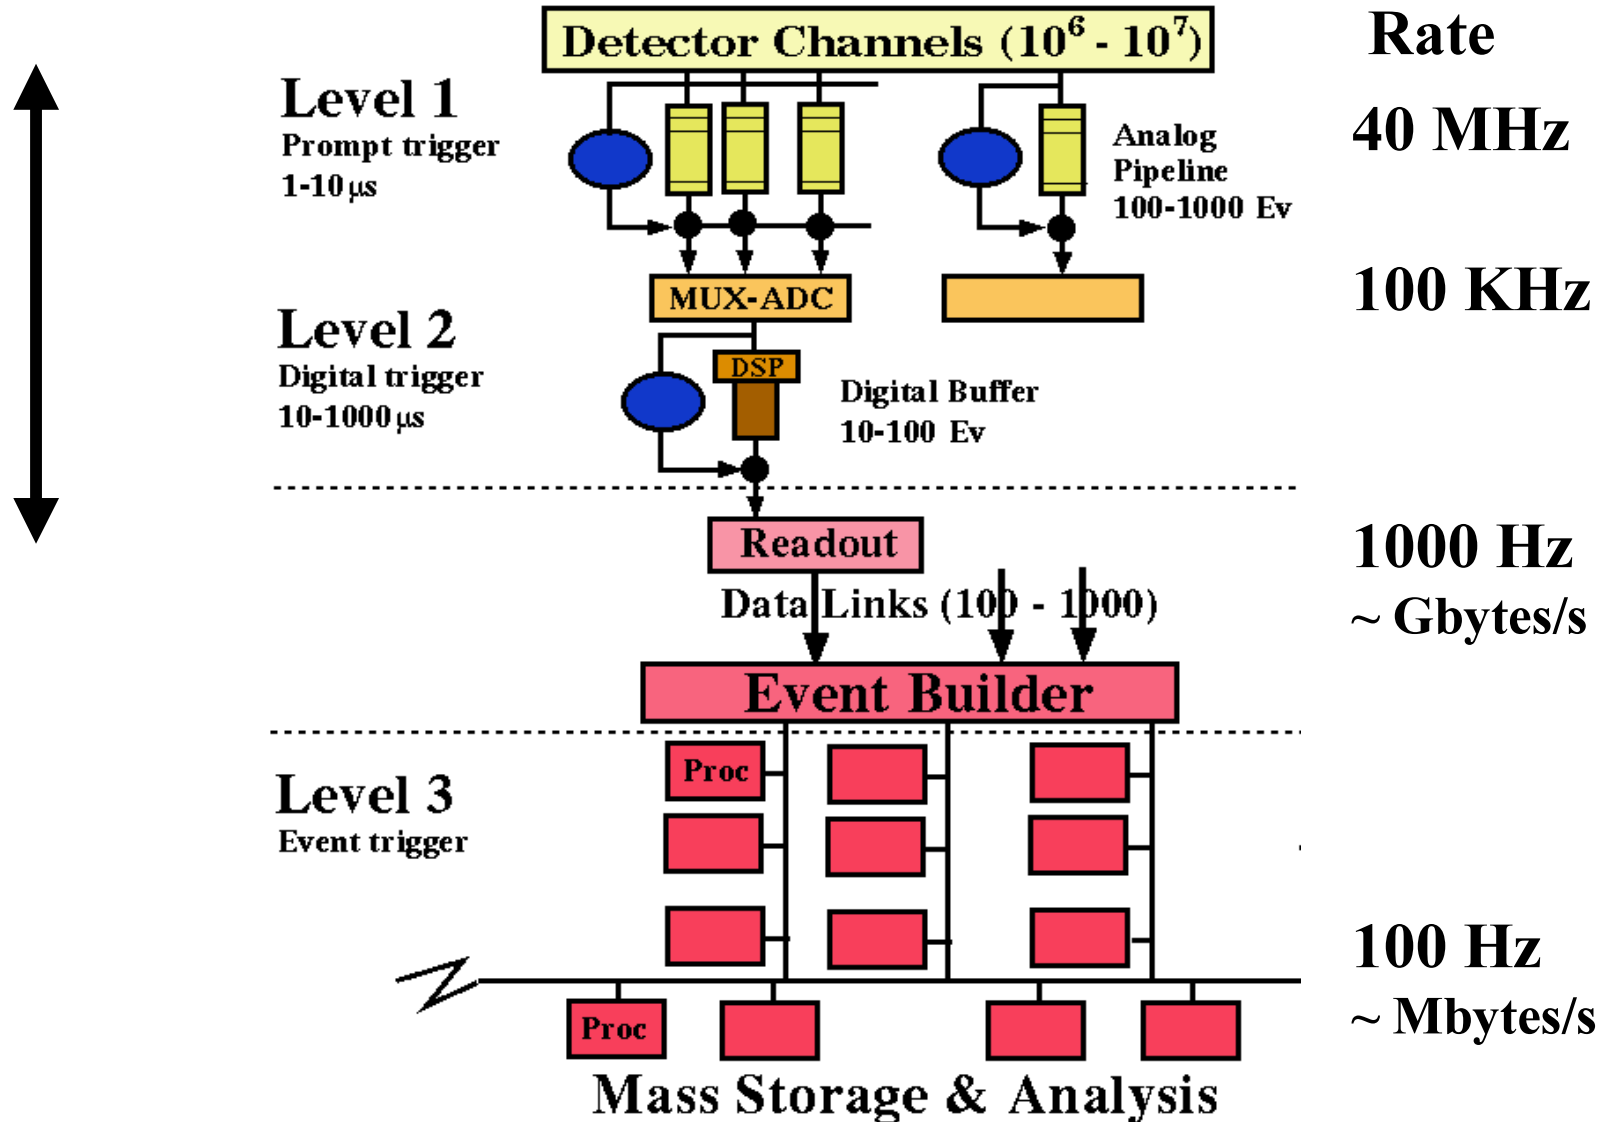 Detector Channels (10⁶ - 10⁷)
Rate
Level 1
Prompt trigger
1-10 μs
Analog
Pipeline
100-1000 Ev
40 MHz
MUX-ADC
100 KHz
Level 2
Digital trigger
10-1000 μs
DSP
Digital Buffer
10-100 Ev
Readout
1000 Hz
Data Links (100 - 1000)
~ Gbytes/s
Event Builder
Level 3
Event trigger
Proc
100 Hz
~ Mbytes/s
Proc
Mass Storage & Analysis